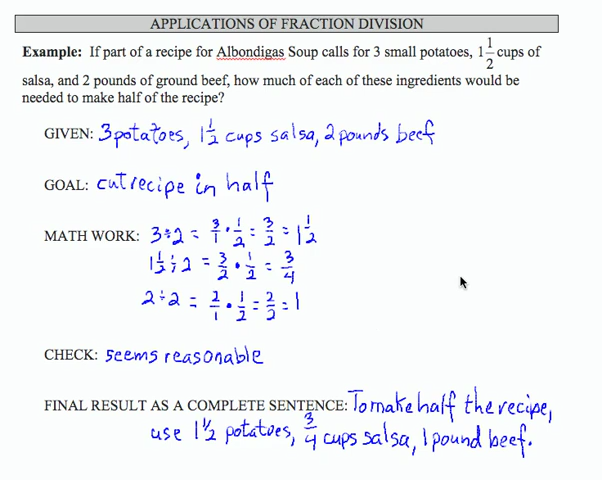 APPLICATIONS OF FRACTION DIVISION
Example: If part of a recipe for Albondigas Soup calls for 3 small potatoes, 1 1/2 cups of
salsa, and 2 pounds of ground beef, how much of each of these ingredients would be
needed to make half of the recipe?
GIVEN: 3 potatoes, 1 1/2 cups salsa, 2 pounds beef
GOAL: cut recipe in half
MATH WORK: 3 ÷ 2 = 3/1 · 1/2 = 3/2 = 1 1/2
1 1/2 ÷ 2 = 3/2 · 1/2 = 3/4
2 ÷ 2 = 2/1 · 1/2 = 2/2 = 1
CHECK: seems reasonable
FINAL RESULT AS A COMPLETE SENTENCE: To make half the recipe,
use 1 1/2 potatoes, 3/4 cups salsa, 1 pound beef.